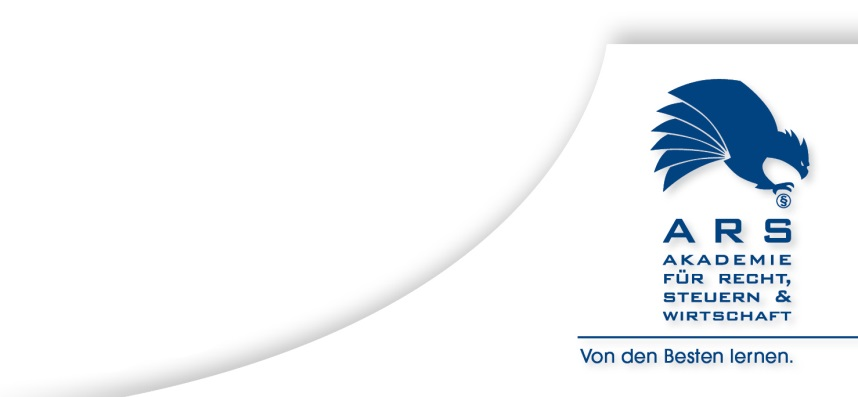 §
ARS
AKADEMIE
FÜR RECHT,
STEUERN &
WIRTSCHAFT
Von den Besten lernen.